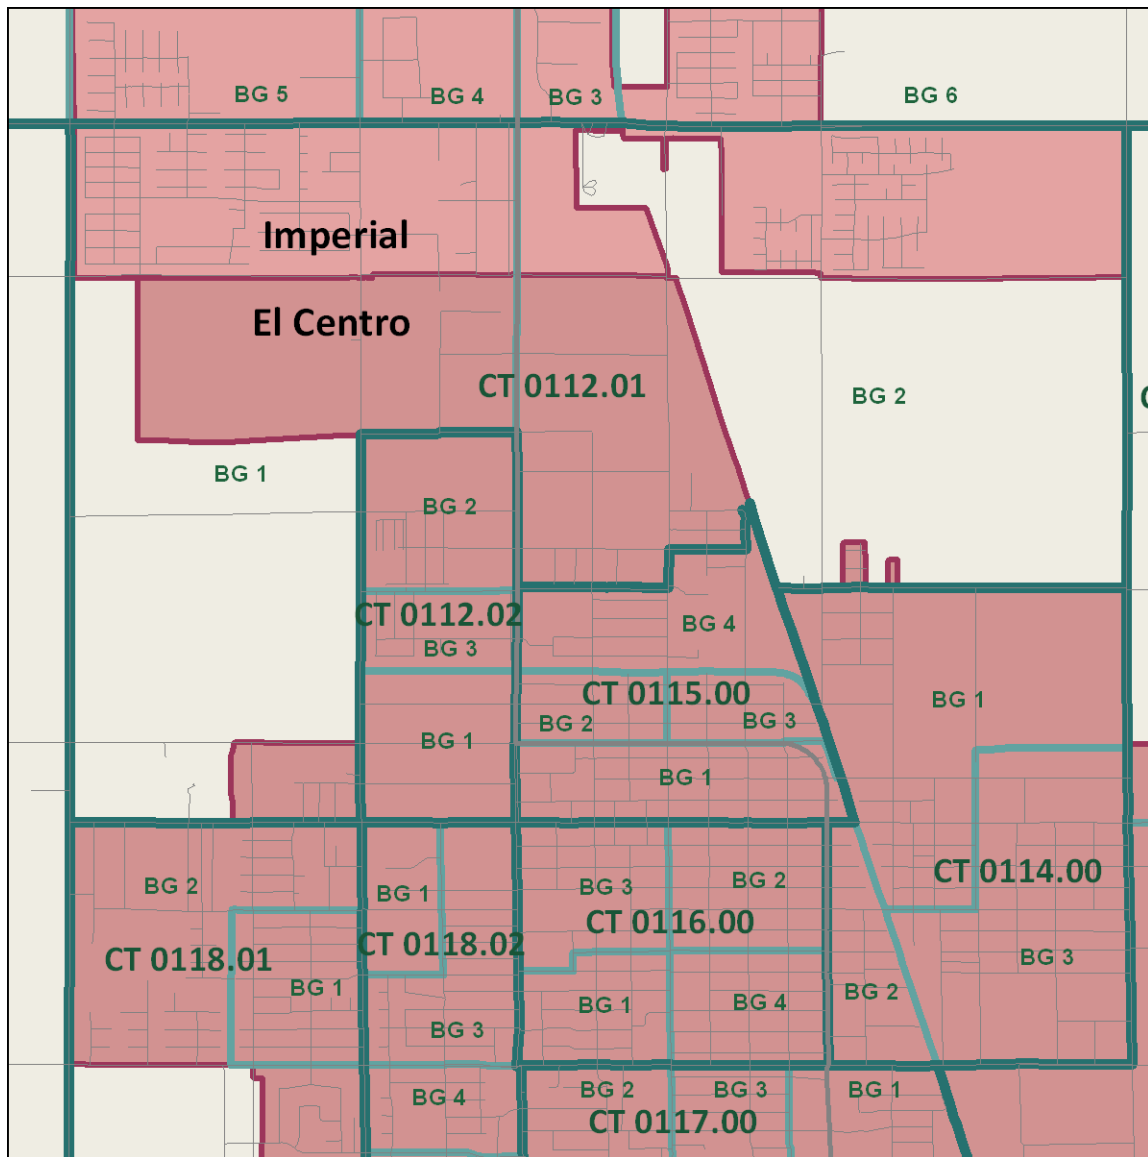 BG 5
BG 4
BG 3
BG 6
Imperial
El Centro
CT 0112.01
BG 2
BG 1
BG 2
CT 0112.02
BG 3
BG 4
CT 0115.00
BG 2
BG 3
BG 1
BG 1
BG 1
BG 2
BG 1
BG 3
BG 2
CT 0114.00
CT 0116.00
CT 0118.02
CT 0118.01
BG 3
BG 1
BG 1
BG 4
BG 2
BG 3
BG 4
BG 2
BG 3
BG 1
CT 0117.00